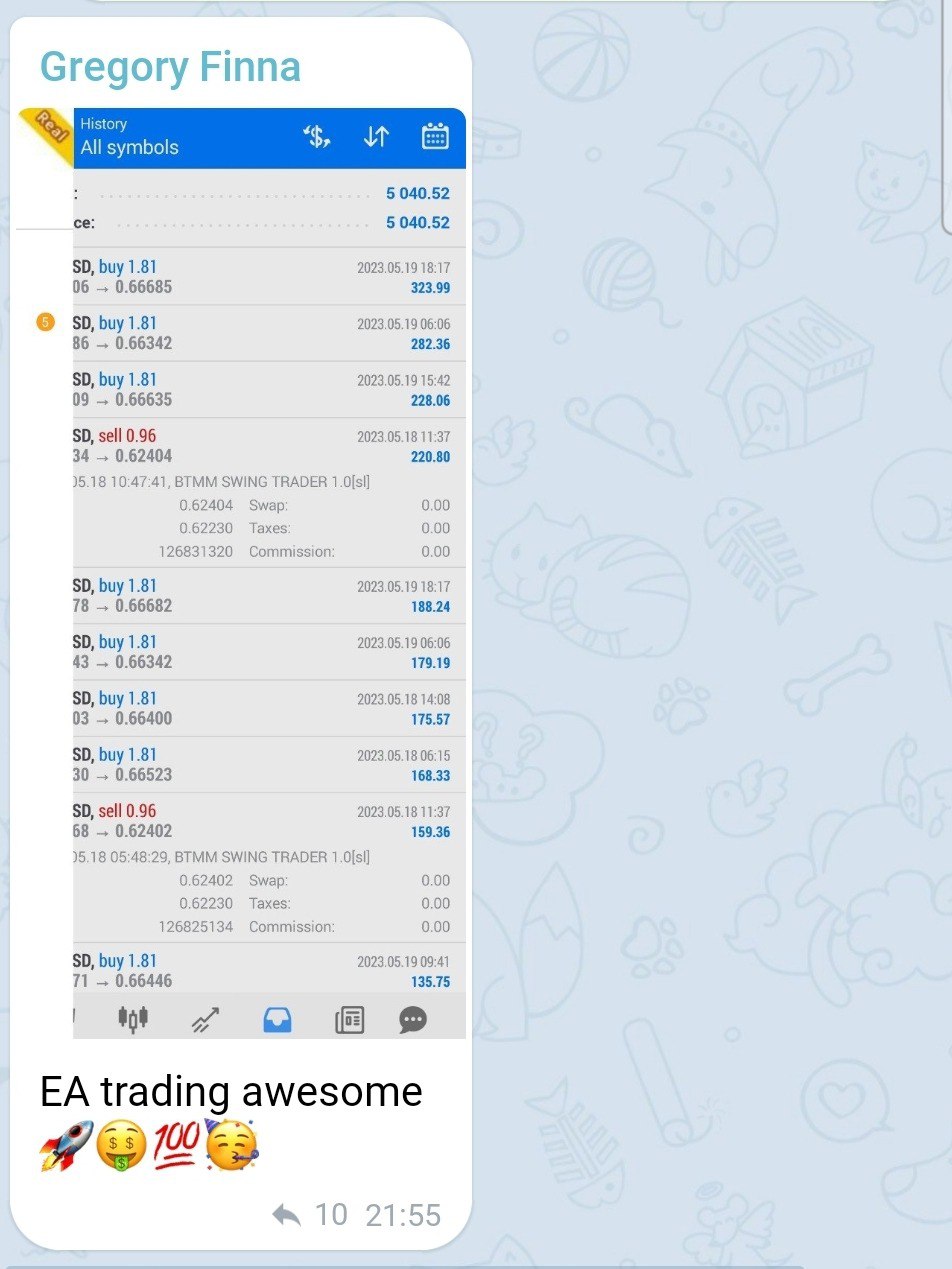 Gregory Finna
Real
History
All symbols
: 5 040.52
ce: 5 040.52
SD, buy 1.81 2023.05.19 18:17
06 → 0.66685 323.99
5
SD, buy 1.81 2023.05.19 06:06
86 → 0.66342 282.36
SD, buy 1.81 2023.05.19 15:42
09 → 0.66635 228.06
SD, sell 0.96 2023.05.18 11:37
34 → 0.62404 220.80
05.18 10:47:41, BTMM SWING TRADER 1.0[sl]
0.62404 Swap: 0.00
0.62230 Taxes: 0.00
126831320 Commission: 0.00
SD, buy 1.81 2023.05.19 18:17
78 → 0.66682 188.24
SD, buy 1.81 2023.05.19 06:06
43 → 0.66342 179.19
SD, buy 1.81 2023.05.18 14:08
03 → 0.66400 175.57
SD, buy 1.81 2023.05.18 06:15
30 → 0.66523 168.33
SD, sell 0.96 2023.05.18 11:37
68 → 0.62402 159.36
05.18 05:48:29, BTMM SWING TRADER 1.0[sl]
0.62402 Swap: 0.00
0.62230 Taxes: 0.00
126825134 Commission: 0.00
SD, buy 1.81 2023.05.19 09:41
71 → 0.66446 135.75
EA trading awesome
🚀🤑💯🥳
10 21:55